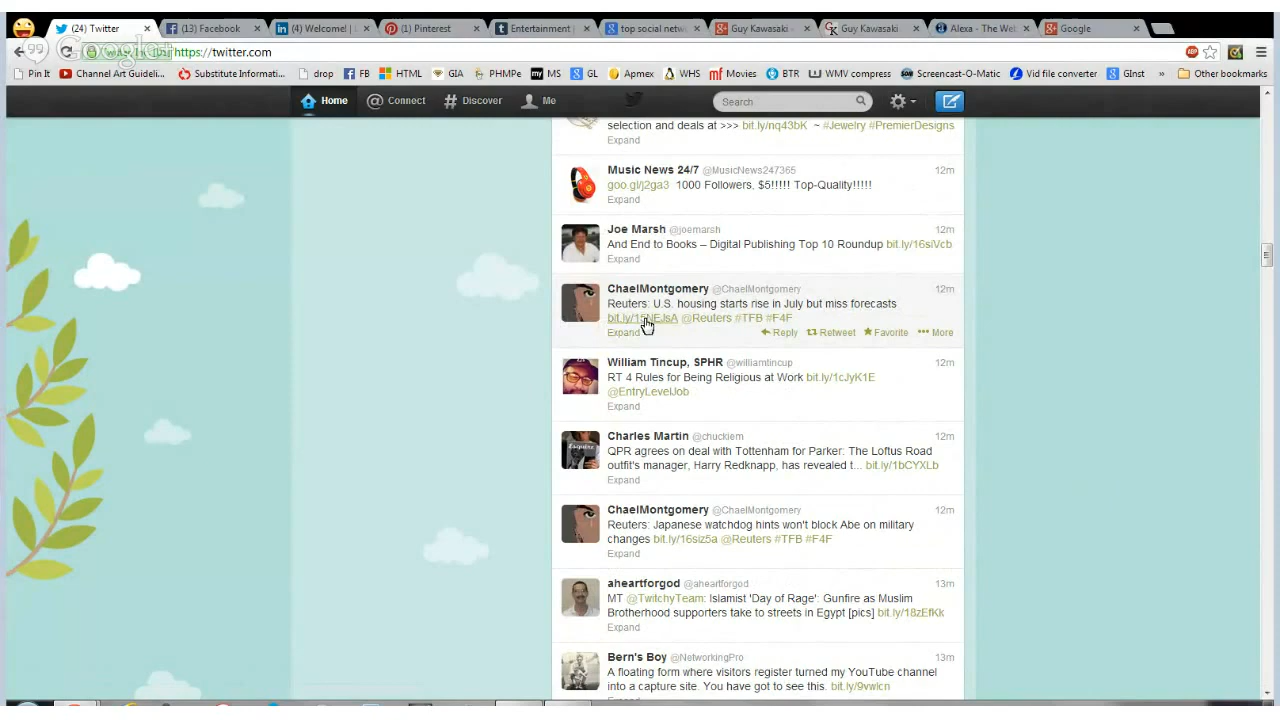 (24) Twitter
(13) Facebook
(4) Welcome! | L
(1) Pinterest
Entertainment
top social netw
Guy Kawasaki -
Guy Kawasaki
Alexa - The Web
Google
https://twitter.com
Google+
Pin It
Channel Art Guideli...
Substitute Informati...
drop
FB
HTML
GIA
PHMPe
MS
GL
Apmex
WHS
Movies
BTR
WMV compress
Screencast-O-Matic
Vid file converter
GInst
»
Other bookmarks
Home
Connect
Discover
Me
Search
selection and deals at >>> bit.ly/nq43bK ~ #Jewelry #PremierDesigns
Expand
Music News 24/7 @MusicNews247365 12m
goo.gl/j2ga3 1000 Followers, $5!!!!! Top-Quality!!!!!
Expand
Joe Marsh @joemarsh 12m
And End to Books – Digital Publishing Top 10 Roundup bit.ly/16siVcb
Expand
ChaelMontgomery @ChaelMontgomery 12m
Reuters: U.S. housing starts rise in July but miss forecasts
@Reuters #TFB #F4F
Expand Reply Retweet Favorite More
William Tincup, SPHR @williamtincup 12m
RT 4 Rules for Being Religious at Work bit.ly/1cJyK1E
@EntryLevelJob
Expand
Charles Martin @chuckiem 12m
QPR agrees on deal with Tottenham for Parker: The Loftus Road
outfit's manager, Harry Redknapp, has revealed t... bit.ly/1bCYXLb
Expand
ChaelMontgomery @ChaelMontgomery 12m
Reuters: Japanese watchdog hints won't block Abe on military
changes bit.ly/16siz5a @Reuters #TFB #F4F
Expand
aheartforgod @aheartforgod 13m
MT @TwitchyTeam: Islamist 'Day of Rage': Gunfire as Muslim
Brotherhood supporters take to streets in Egypt [pics] bit.ly/18zEfKk
Expand
Bern's Boy @NetworkingPro 13m
A floating form where visitors register turned my YouTube channel
into a capture site. You have got to see this. bit.ly/9vwlcn